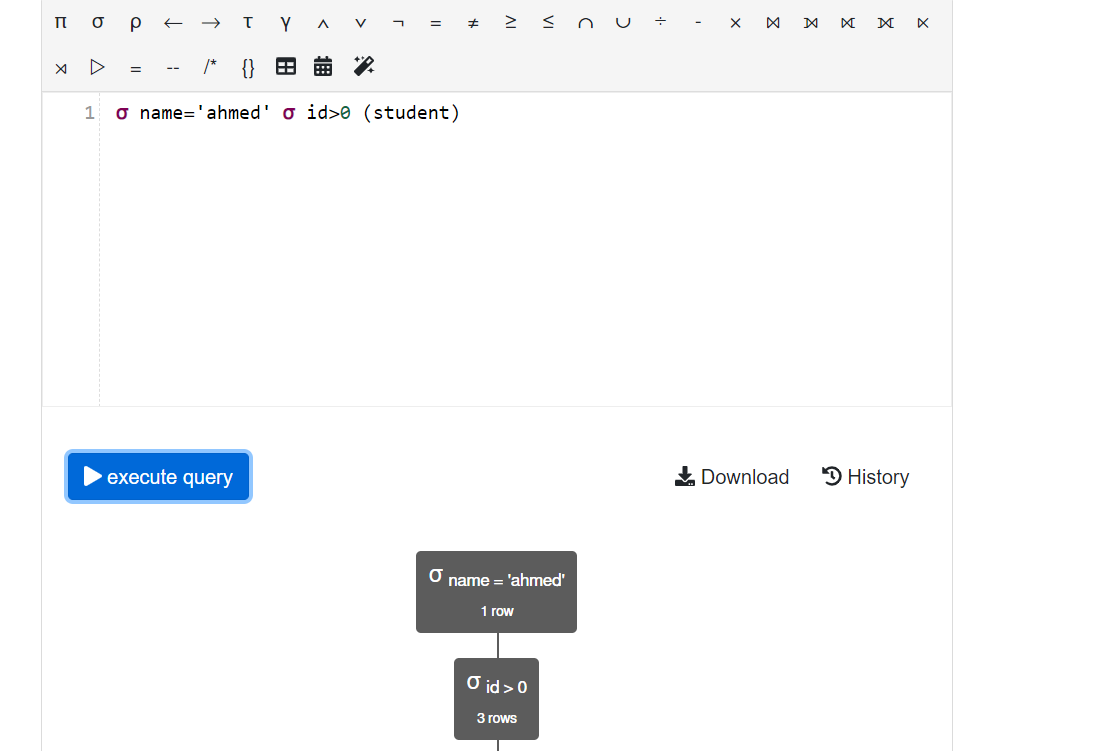 π σ ρ ← → τ γ ∧ ∨ ¬ = ≠ ≥ ≤ ∩ ∪ ÷ - × ⋈ ⟕ ⟖ ⟗ ⋉
⋊ ▷ = -- /* {}
1 σ name='ahmed' σ id>0 (student)
execute query Download History
σ name = 'ahmed'
1 row
σ id > 0
3 rows